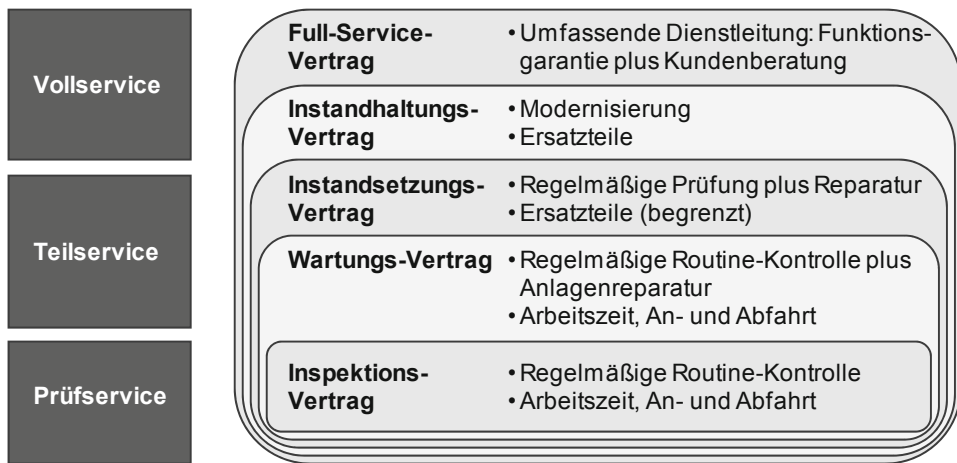 Vollservice
Full-Service-
Vertrag
• Umfassende Dienstleitung: Funktions-
garantie plus Kundenberatung
Instandhaltungs-
Vertrag
• Modernisierung
• Ersatzteile
Teilservice
Instandsetzungs-
Vertrag
• Regelmäßige Prüfung plus Reparatur
• Ersatzteile (begrenzt)
Wartungs-Vertrag
• Regelmäßige Routine-Kontrolle plus
Anlagenreparatur
• Arbeitszeit, An- und Abfahrt
Prüfservice
Inspektions-
Vertrag
• Regelmäßige Routine-Kontrolle
• Arbeitszeit, An- und Abfahrt